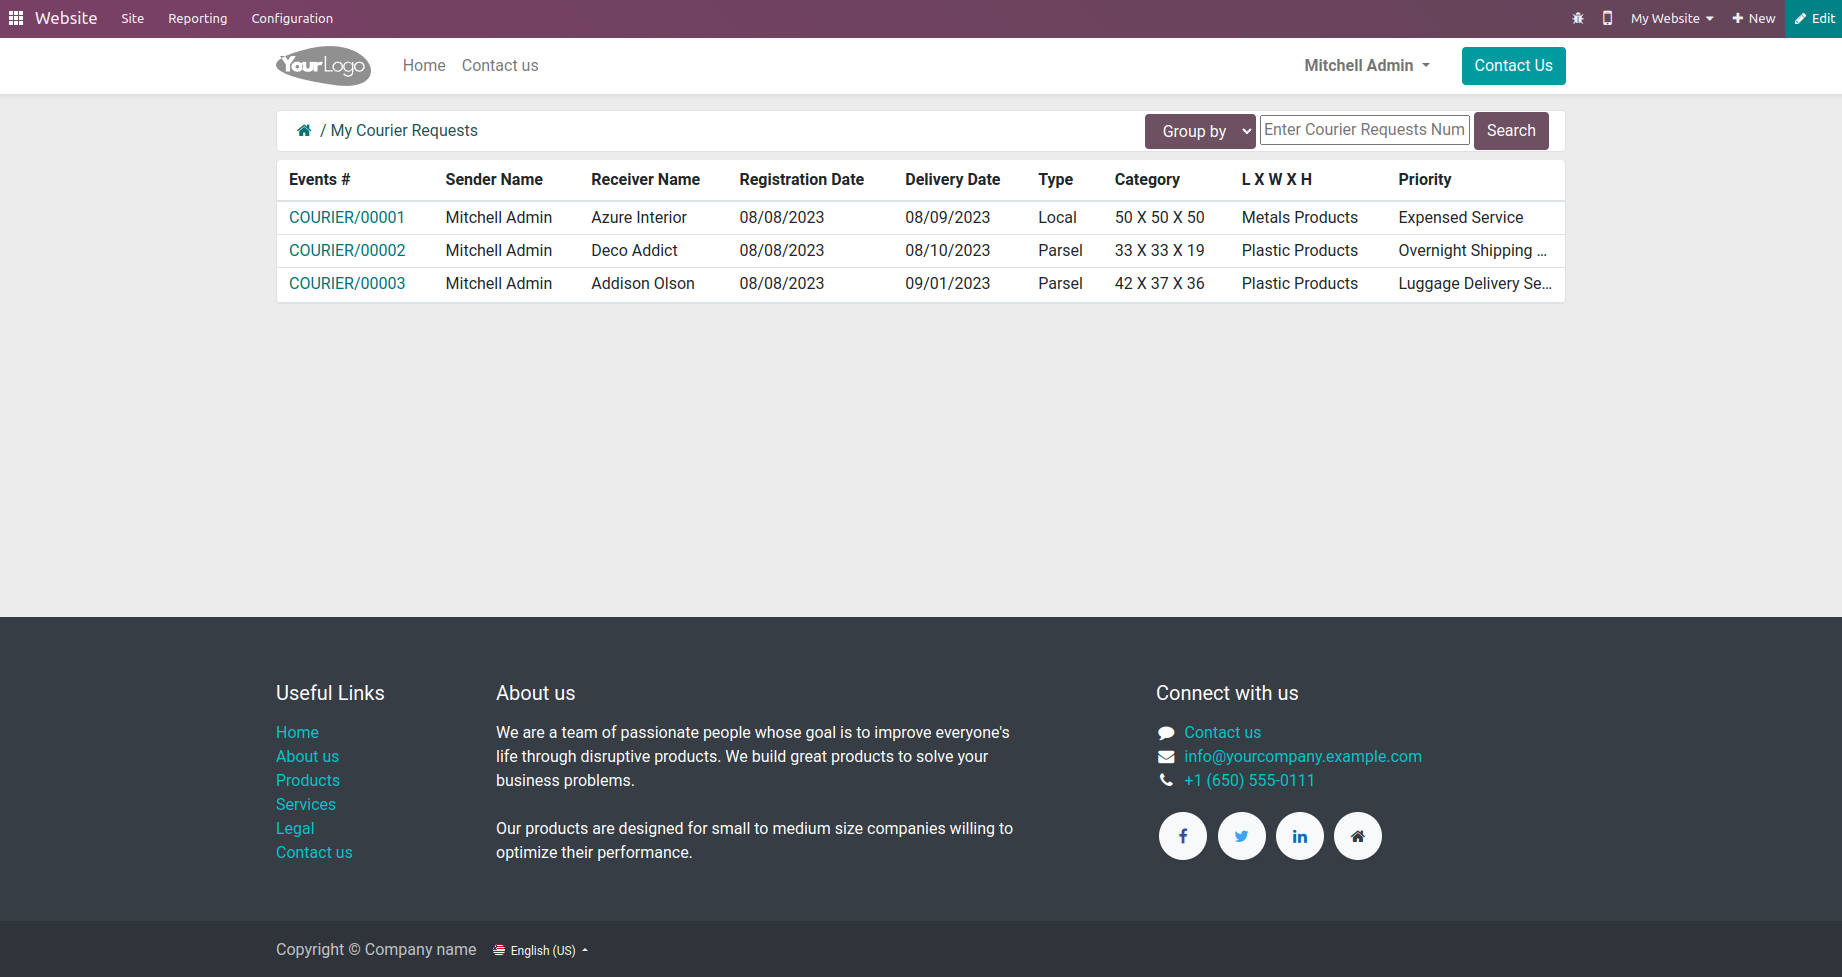 Website Site Reporting Configuration My Website New Edit
YourLogo Home Contact us Mitchell Admin Contact Us
/ My Courier Requests Group by Enter Courier Requests Num Search
Events # Sender Name Receiver Name Registration Date Delivery Date Type Category L X W X H Priority
COURIER/00001 Mitchell Admin Azure Interior 08/08/2023 08/09/2023 Local 50 X 50 X 50 Metals Products Expensed Service
COURIER/00002 Mitchell Admin Deco Addict 08/08/2023 08/10/2023 Parsel 33 X 33 X 19 Plastic Products Overnight Shipping ...
COURIER/00003 Mitchell Admin Addison Olson 08/08/2023 09/01/2023 Parsel 42 X 37 X 36 Plastic Products Luggage Delivery Se...
Useful Links
Home
About us
Products
Services
Legal
Contact us
About us
We are a team of passionate people whose goal is to improve everyone's
life through disruptive products. We build great products to solve your
business problems.
Our products are designed for small to medium size companies willing to
optimize their performance.
Connect with us
Contact us
info@yourcompany.example.com
+1 (650) 555-0111
Copyright © Company name English (US)